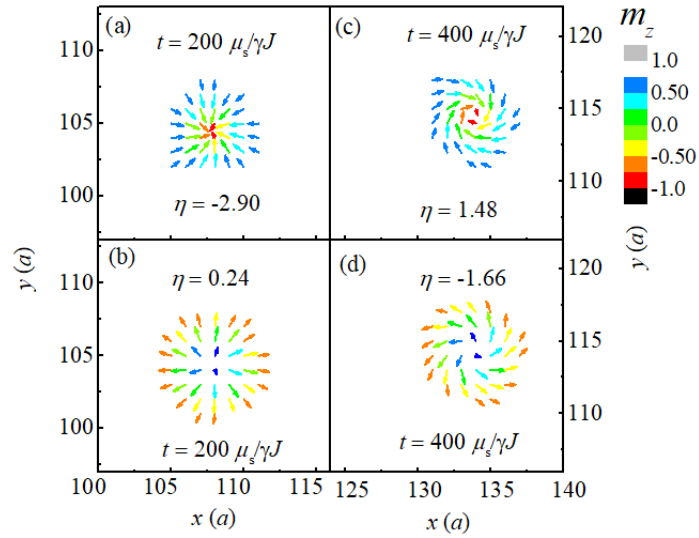 (a)
t = 200 μs/γJ
η = -2.90
(c)
t = 400 μs/γJ
η = 1.48
(b)
η = 0.24
t = 200 μs/γJ
(d)
η = -1.66
t = 400 μs/γJ
mz
1.0
0.50
0.0
-0.50
-1.0
110
105
100
110
105
100
y (a)
120
115
110
120
115
110
y (a)
100 105 110 115
125 130 135 140
x (a)
x (a)